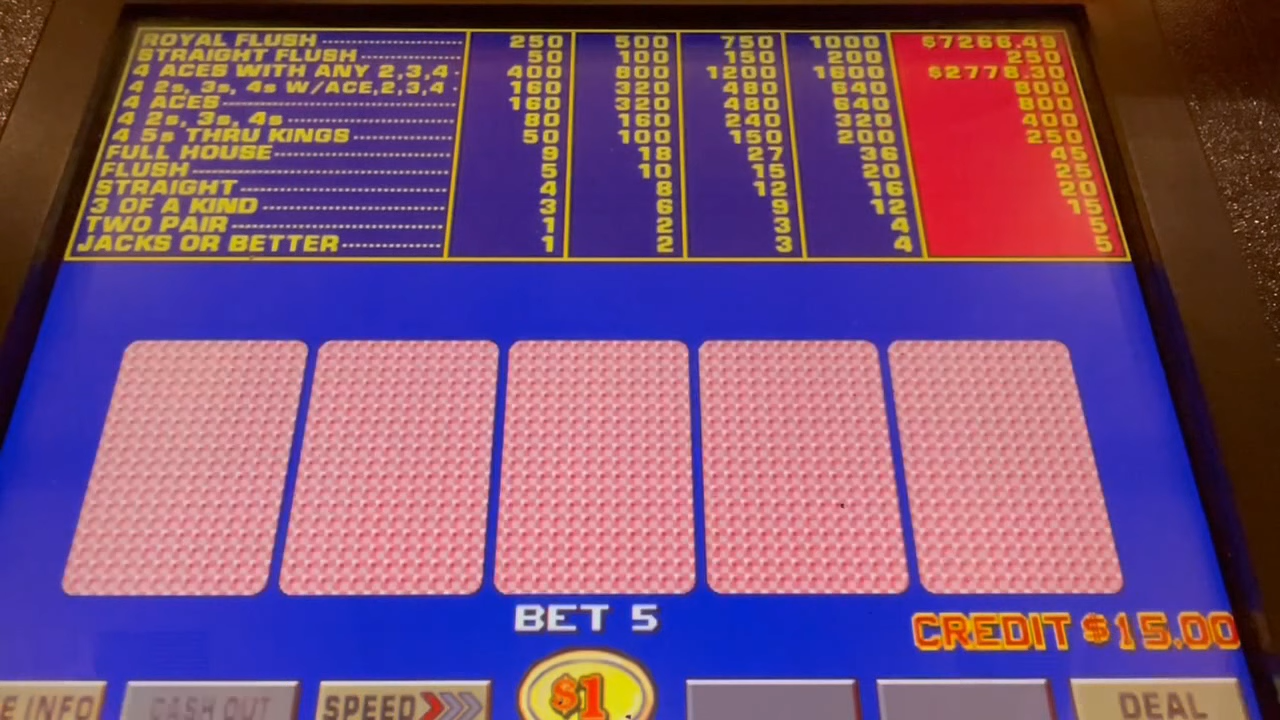 ROYAL FLUSH 250 500 750 1000 $7266.49
STRAIGHT FLUSH 50 100 150 200 250
4 ACES WITH ANY 2,3,4 400 800 1200 1600 $2776.30
4 2s, 3s, 4s W/ACE,2,3,4 160 320 480 640 800
4 ACES 160 320 480 640 800
4 2s, 3s, 4s 80 160 240 320 400
4 5s THRU KINGS 50 100 150 200 250
FULL HOUSE 9 18 27 36 45
FLUSH 5 10 15 20 25
STRAIGHT 4 8 12 16 20
3 OF A KIND 3 6 9 12 15
TWO PAIR 1 2 3 4 5
JACKS OR BETTER 1 2 3 4 5
BET 5
CREDIT $15.00
E INFO CASH OUT SPEED $1 DEAL